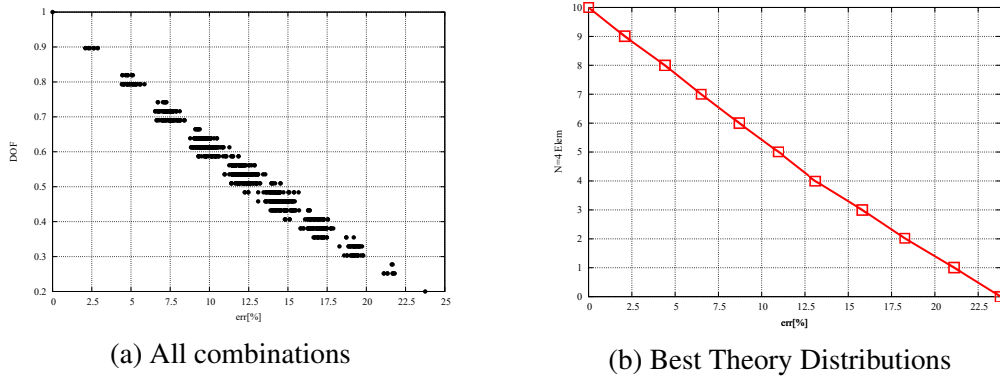 1
0.9
0.8
0.7
0.6
0.5
0.4
0.3
0.2
DOF
0 2.5 5 7.5 10 12.5 15 17.5 20 22.5 25
err[%]
(a) All combinations
10
9
8
7
6
5
4
3
2
1
0
N=4 Elem
0 2.5 5 7.5 10 12.5 15 17.5 20 22.5
err[%]
(b) Best Theory Distributions